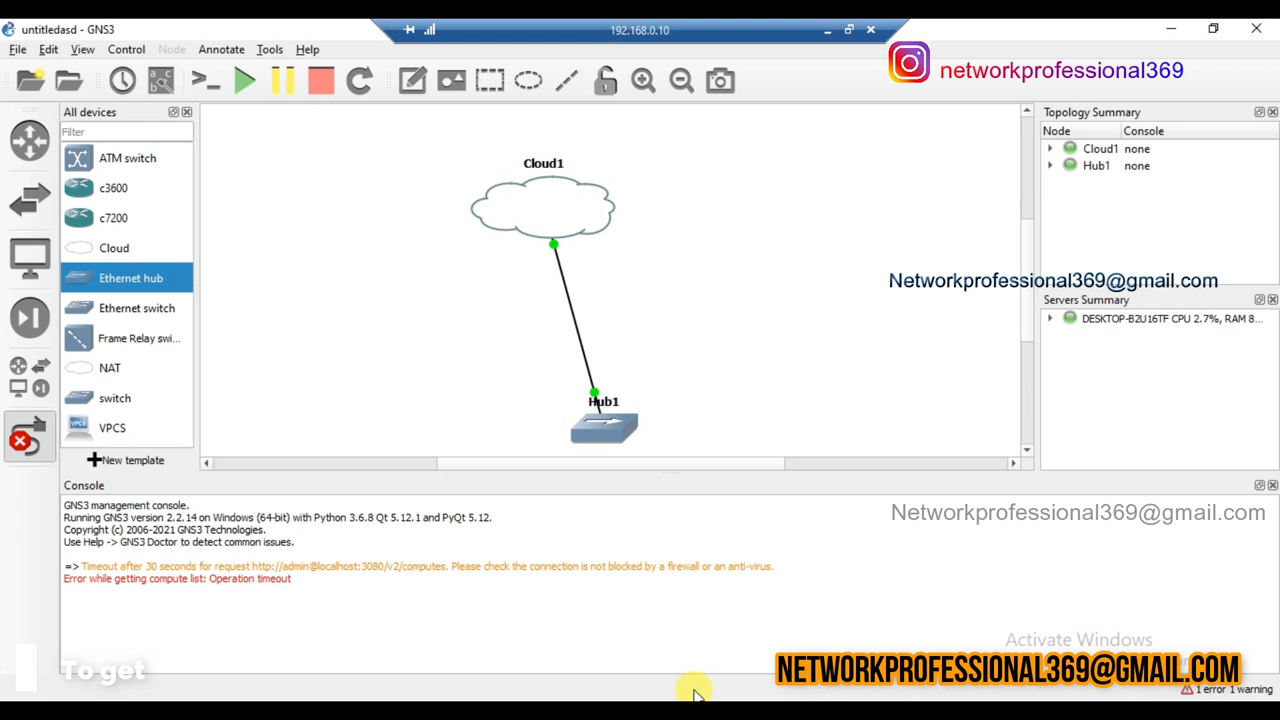 untitledasd - GNS3
192.168.0.10
File Edit View Control Node Annotate Tools Help
networkprofessional369
All devices
Filter
ATM switch
c3600
c7200
Cloud
Ethernet hub
Ethernet switch
Frame Relay swi...
NAT
switch
VPCS
New template
Cloud1
Hub1
Topology Summary
Node Console
Cloud1 none
Hub1 none
Networkprofessional369@gmail.com
Servers Summary
DESKTOP-B2U16TF CPU 2.7%, RAM 8...
Console
GNS3 management console.
Running GNS3 version 2.2.14 on Windows (64-bit) with Python 3.6.8 Qt 5.12.1 and PyQt 5.12.
Copyright (c) 2006-2021 GNS3 Technologies.
Use Help -> GNS3 Doctor to detect common issues.
=> Timeout after 30 seconds for request http://admin@localhost:3080/v2/computes. Please check the connection is not blocked by a firewall or an anti-virus.
Error while getting compute list: Operation timeout
Networkprofessional369@gmail.com
Activate Windows
To get
NETWORKPROFESSIONAL369@GMAIL.COM
1 error 1 warning